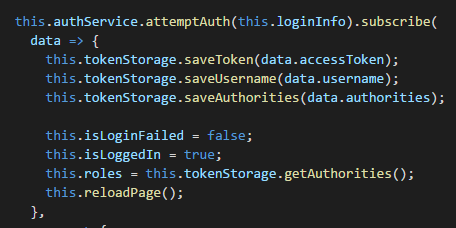 this.authService.attemptAuth(this.loginInfo).subscribe(
data => {
this.tokenStorage.saveToken(data.accessToken);
this.tokenStorage.saveUsername(data.username);
this.tokenStorage.saveAuthorities(data.authorities);
this.isLoginFailed = false;
this.isLoggedIn = true;
this.roles = this.tokenStorage.getAuthorities();
this.reloadPage();
},